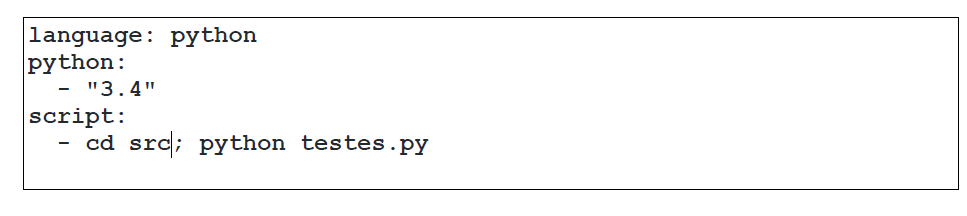 language: python
python:
  - "3.4"
script:
  - cd src; python testes.py